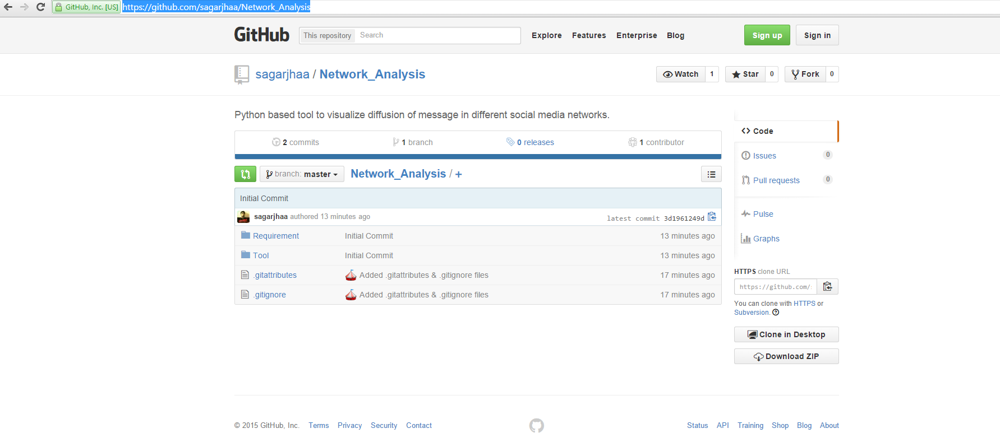 GitHub, Inc. [US] https://github.com/sagarjhaa/Network_Analysis
GitHub This repository Search Explore Features Enterprise Blog Sign up Sign in
sagarjhaa / Network_Analysis Watch 1 Star 0 Fork 0
Python based tool to visualize diffusion of message in different social media networks.
2 commits 1 branch 0 releases 1 contributor
branch: master Network_Analysis / +
Initial Commit
sagarjhaa authored 13 minutes ago latest commit 3d1961249d
Requirement Initial Commit 13 minutes ago
Tool Initial Commit 13 minutes ago
.gitattributes Added .gitattributes & .gitignore files 17 minutes ago
.gitignore Added .gitattributes & .gitignore files 17 minutes ago
Code
Issues 0
Pull requests 0
Pulse
Graphs
HTTPS clone URL
https://github.com/
You can clone with HTTPS or
Subversion.
Clone in Desktop
Download ZIP
© 2015 GitHub, Inc. Terms Privacy Security Contact Status API Training Shop Blog About